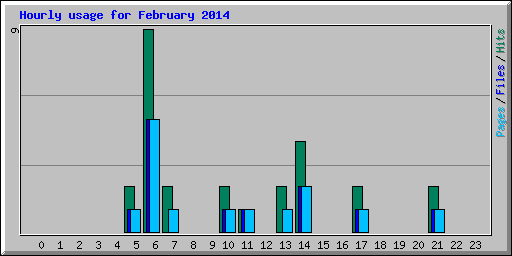 Hourly usage for February 2014
9
Pages/Files/Hits
0 1 2 3 4 5 6 7 8 9 10 11 12 13 14 15 16 17 18 19 20 21 22 23